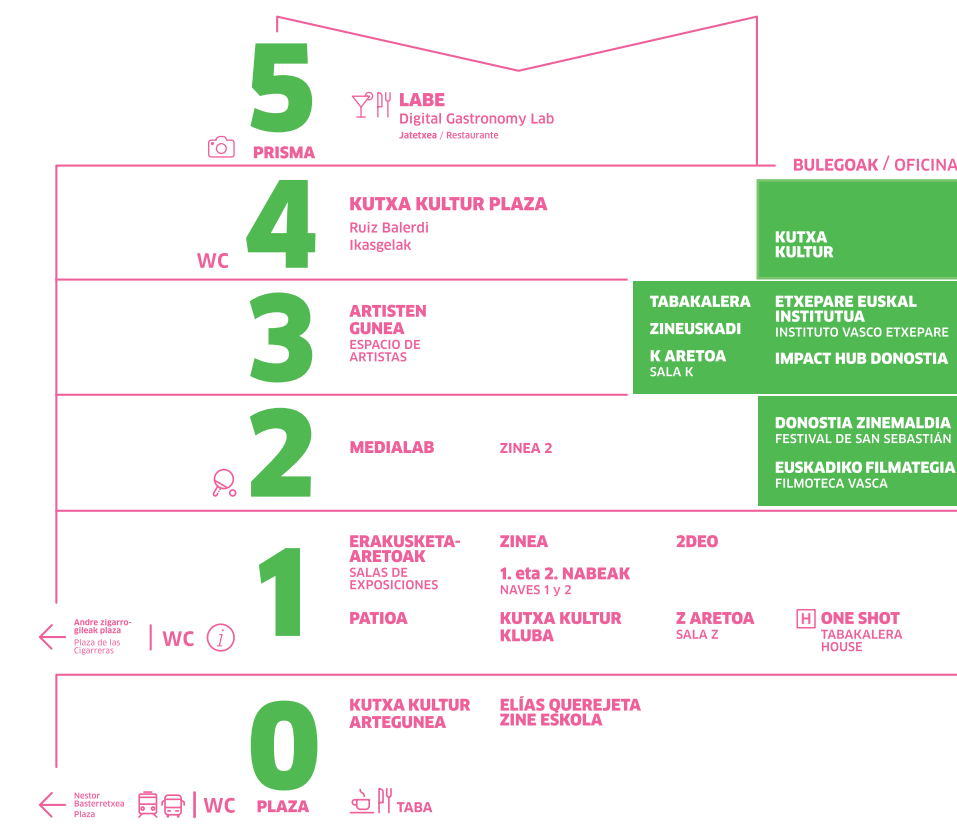 5
PRISMA
LABE
Digital Gastronomy Lab
Jatetxea / Restaurante
BULEGOAK / OFICINA
4
WC
KUTXA KULTUR PLAZA
Ruiz Balerdi
Ikasgelak
KUTXA
KULTUR
3
ARTISTEN
GUNEA
ESPACIO DE
ARTISTAS
TABAKALERA
ZINEUSKADI
K ARETOA
SALA K
ETXEPARE EUSKAL
INSTITUTUA
INSTITUTO VASCO ETXEPARE
IMPACT HUB DONOSTIA
2
MEDIALAB
ZINEA 2
DONOSTIA ZINEMALDIA
FESTIVAL DE SAN SEBASTIÁN
EUSKADIKO FILMATEGIA
FILMOTECA VASCA
1
ERAKUSKETA-
ARETOAK
SALAS DE
EXPOSICIONES
ZINEA
2DEO
1. eta 2. NABEAK
NAVES 1 y 2
PATIOA
KUTXA KULTUR
KLUBA
Z ARETOA
SALA Z
H ONE SHOT
TABAKALERA
HOUSE
Andre zigarro-
gileak plaza
Plaza de las
Cigarreras
WC i
0
PLAZA
KUTXA KULTUR
ARTEGUNEA
ELÍAS QUEREJETA
ZINE ESKOLA
Nestor
Basterretxea
Plaza
WC
TABA